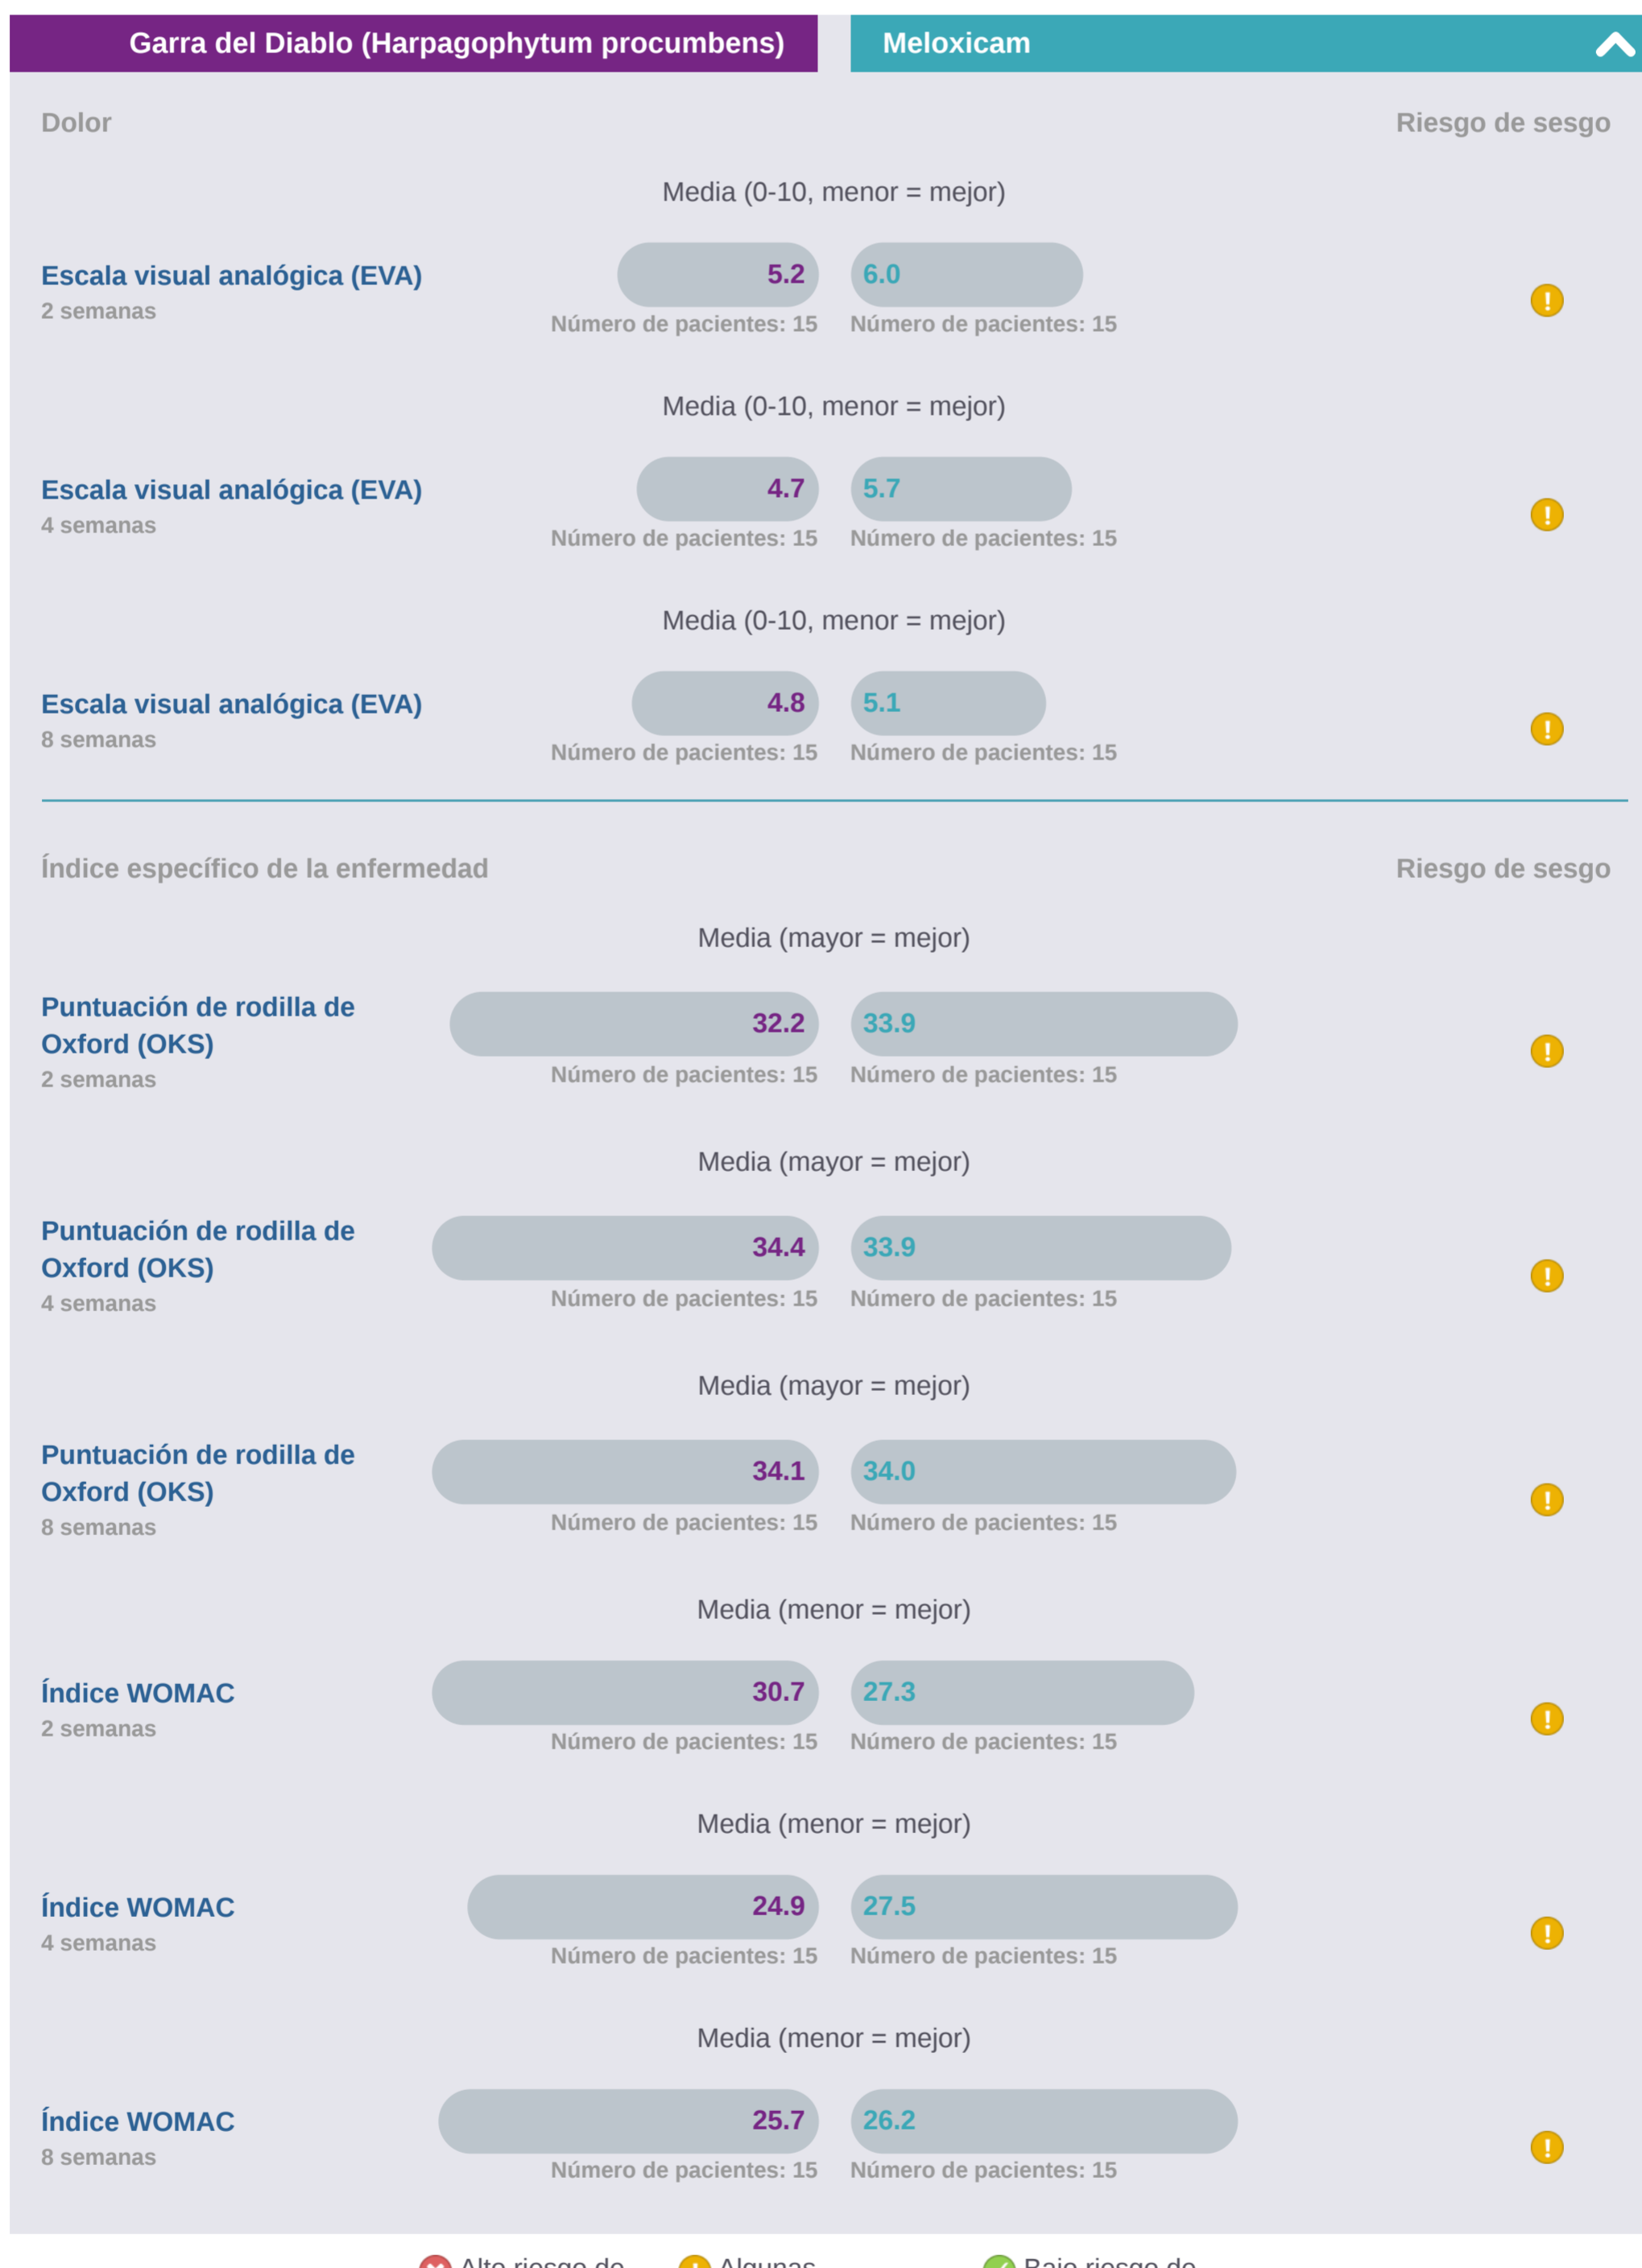 Garra del Diablo (Harpagophytum procumbens) Meloxicam
Dolor Riesgo de sesgo
Media (0-10, menor = mejor)
Escala visual analógica (EVA) 5.2 6.0
2 semanas
Número de pacientes: 15 Número de pacientes: 15
Media (0-10, menor = mejor)
Escala visual analógica (EVA) 4.7 5.7
4 semanas
Número de pacientes: 15 Número de pacientes: 15
Media (0-10, menor = mejor)
Escala visual analógica (EVA) 4.8 5.1
8 semanas
Número de pacientes: 15 Número de pacientes: 15
Índice específico de la enfermedad Riesgo de sesgo
Media (mayor = mejor)
Puntuación de rodilla de 32.2 33.9
Oxford (OKS)
2 semanas Número de pacientes: 15 Número de pacientes: 15
Media (mayor = mejor)
Puntuación de rodilla de 34.4 33.9
Oxford (OKS)
4 semanas Número de pacientes: 15 Número de pacientes: 15
Media (mayor = mejor)
Puntuación de rodilla de 34.1 34.0
Oxford (OKS)
8 semanas Número de pacientes: 15 Número de pacientes: 15
Media (menor = mejor)
Índice WOMAC 30.7 27.3
2 semanas
Número de pacientes: 15 Número de pacientes: 15
Media (menor = mejor)
Índice WOMAC 24.9 27.5
4 semanas
Número de pacientes: 15 Número de pacientes: 15
Media (menor = mejor)
Índice WOMAC 25.7 26.2
8 semanas
Número de pacientes: 15 Número de pacientes: 15
Alto riesgo de Algunas Bajo riesgo de